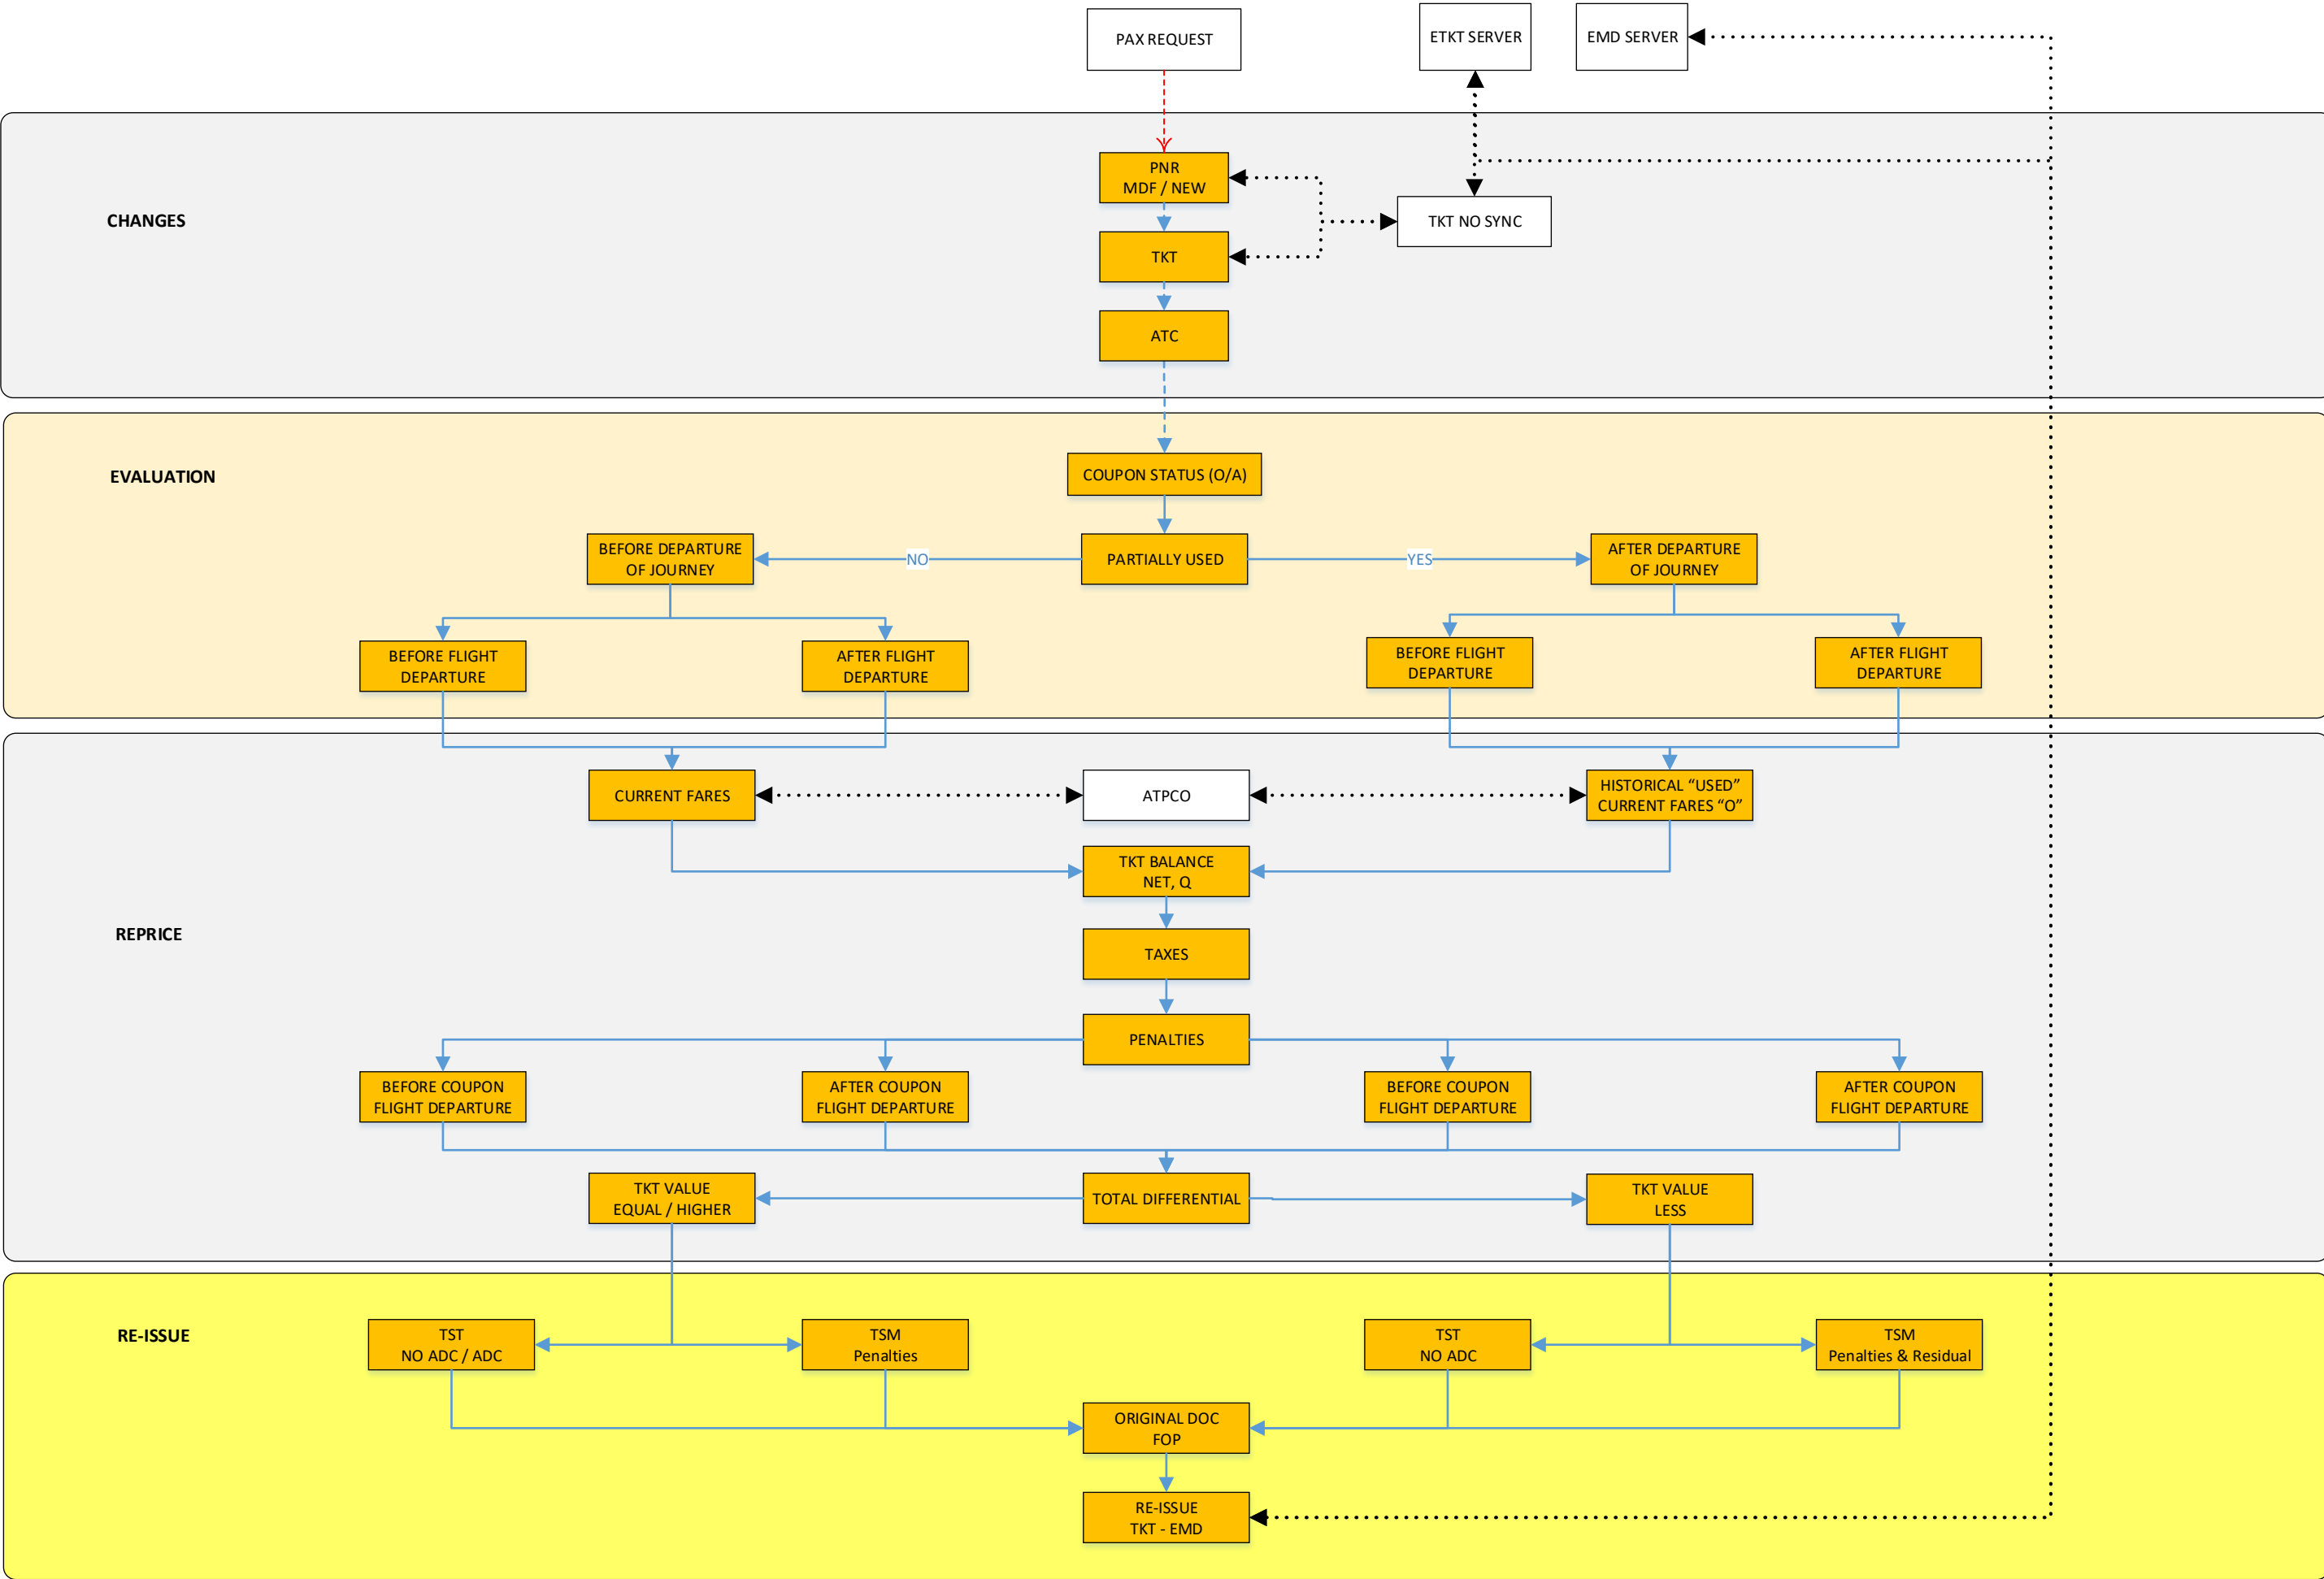 PAX REQUEST
ETKT SERVER
EMD SERVER
CHANGES
PNR
MDF / NEW
TKT NO SYNC
TKT
ATC
EVALUATION
COUPON STATUS (O/A)
BEFORE DEPARTURE
OF JOURNEY
NO
PARTIALLY USED
YES
AFTER DEPARTURE
OF JOURNEY
BEFORE FLIGHT
DEPARTURE
AFTER FLIGHT
DEPARTURE
BEFORE FLIGHT
DEPARTURE
AFTER FLIGHT
DEPARTURE
REPRICE
CURRENT FARES
ATPCO
HISTORICAL “USED”
CURRENT FARES “O”
TKT BALANCE
NET, Q
TAXES
PENALTIES
BEFORE COUPON
FLIGHT DEPARTURE
AFTER COUPON
FLIGHT DEPARTURE
BEFORE COUPON
FLIGHT DEPARTURE
AFTER COUPON
FLIGHT DEPARTURE
TKT VALUE
EQUAL / HIGHER
TOTAL DIFFERENTIAL
TKT VALUE
LESS
RE-ISSUE
TST
NO ADC / ADC
TSM
Penalties
TST
NO ADC
TSM
Penalties & Residual
ORIGINAL DOC
FOP
RE-ISSUE
TKT - EMD